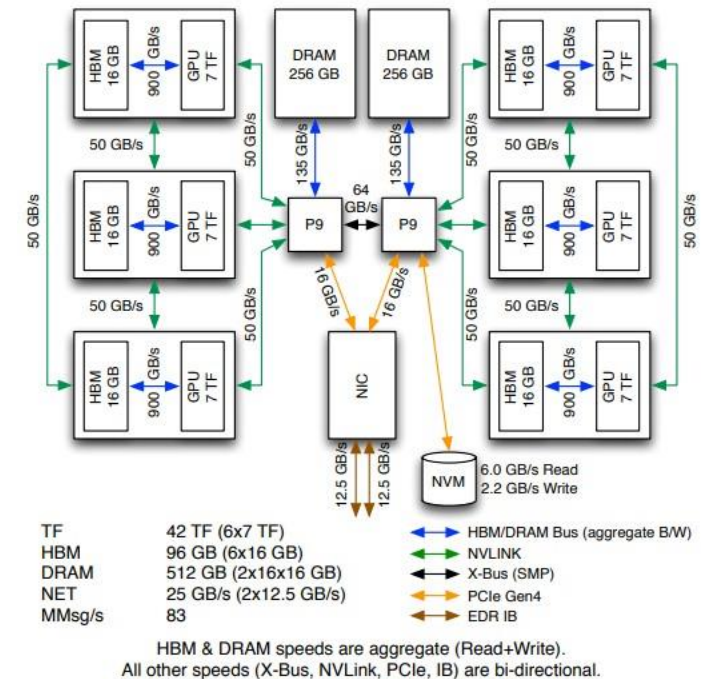 HBM
16 GB
900 GB/s
GPU
7 TF
DRAM
256 GB
DRAM
256 GB
HBM
16 GB
900 GB/s
GPU
7 TF
50 GB/s
50 GB/s
135 GB/s
135 GB/s
50 GB/s
50 GB/s
50 GB/s
HBM
16 GB
900 GB/s
GPU
7 TF
P9
64
GB/s
P9
HBM
16 GB
900 GB/s
GPU
7 TF
50 GB/s
50 GB/s
50 GB/s
16 GB/s
16 GB/s
50 GB/s
50 GB/s
HBM
16 GB
900 GB/s
GPU
7 TF
NIC
HBM
16 GB
900 GB/s
GPU
7 TF
12.5 GB/s
12.5 GB/s
NVM
6.0 GB/s Read
2.2 GB/s Write
TF 42 TF (6x7 TF)
HBM 96 GB (6x16 GB)
DRAM 512 GB (2x16x16 GB)
NET 25 GB/s (2x12.5 GB/s)
MMsg/s 83
HBM/DRAM Bus (aggregate B/W)
NVLINK
X-Bus (SMP)
PCIe Gen4
EDR IB
HBM & DRAM speeds are aggregate (Read+Write).
All other speeds (X-Bus, NVLink, PCIe, IB) are bi-directional.